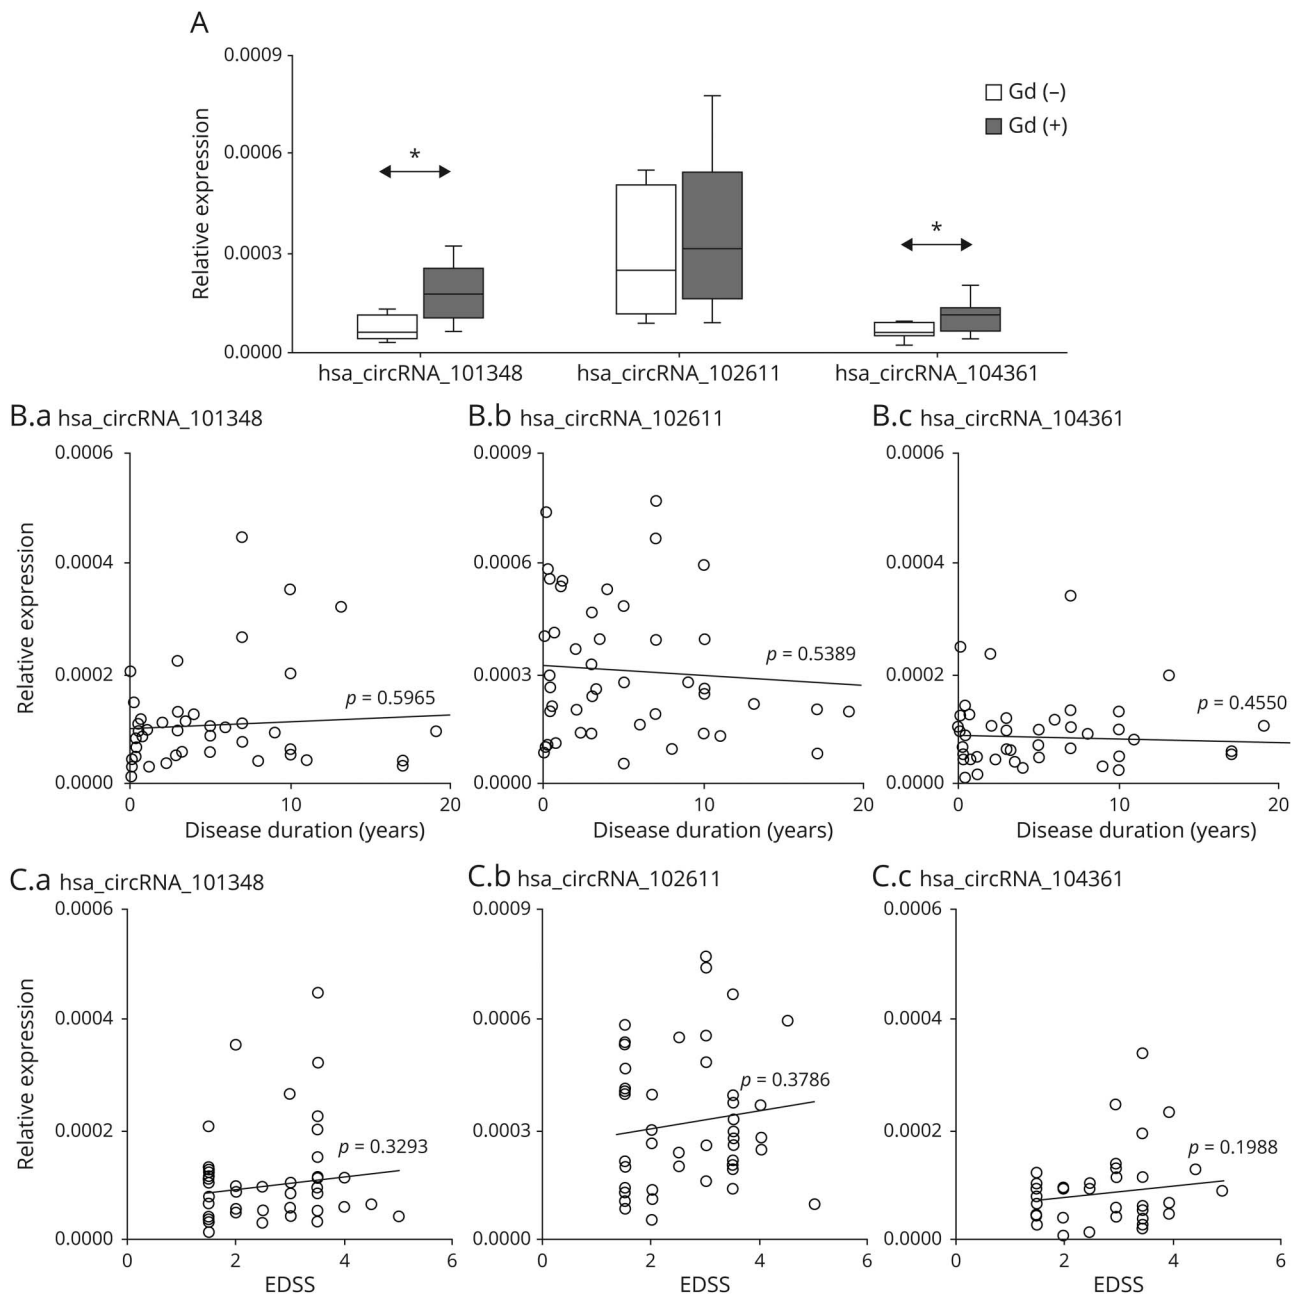 A
0.0009
0.0006
0.0003
0.0000
Relative expression
*
*
Gd (–)
Gd (+)
hsa_circRNA_101348
hsa_circRNA_102611
hsa_circRNA_104361
B.a hsa_circRNA_101348
0.0006
0.0004
0.0002
0.0000
Relative expression
p = 0.5965
0 10 20
Disease duration (years)
B.b hsa_circRNA_102611
0.0009
0.0006
0.0003
0.0000
p = 0.5389
0 10 20
Disease duration (years)
B.c hsa_circRNA_104361
0.0006
0.0004
0.0002
0.0000
p = 0.4550
0 10 20
Disease duration (years)
C.a hsa_circRNA_101348
0.0006
0.0004
0.0002
0.0000
Relative expression
p = 0.3293
0 2 4 6
EDSS
C.b hsa_circRNA_102611
0.0009
0.0006
0.0003
0.0000
p = 0.3786
0 2 4 6
EDSS
C.c hsa_circRNA_104361
0.0006
0.0004
0.0002
0.0000
p = 0.1988
0 2 4 6
EDSS